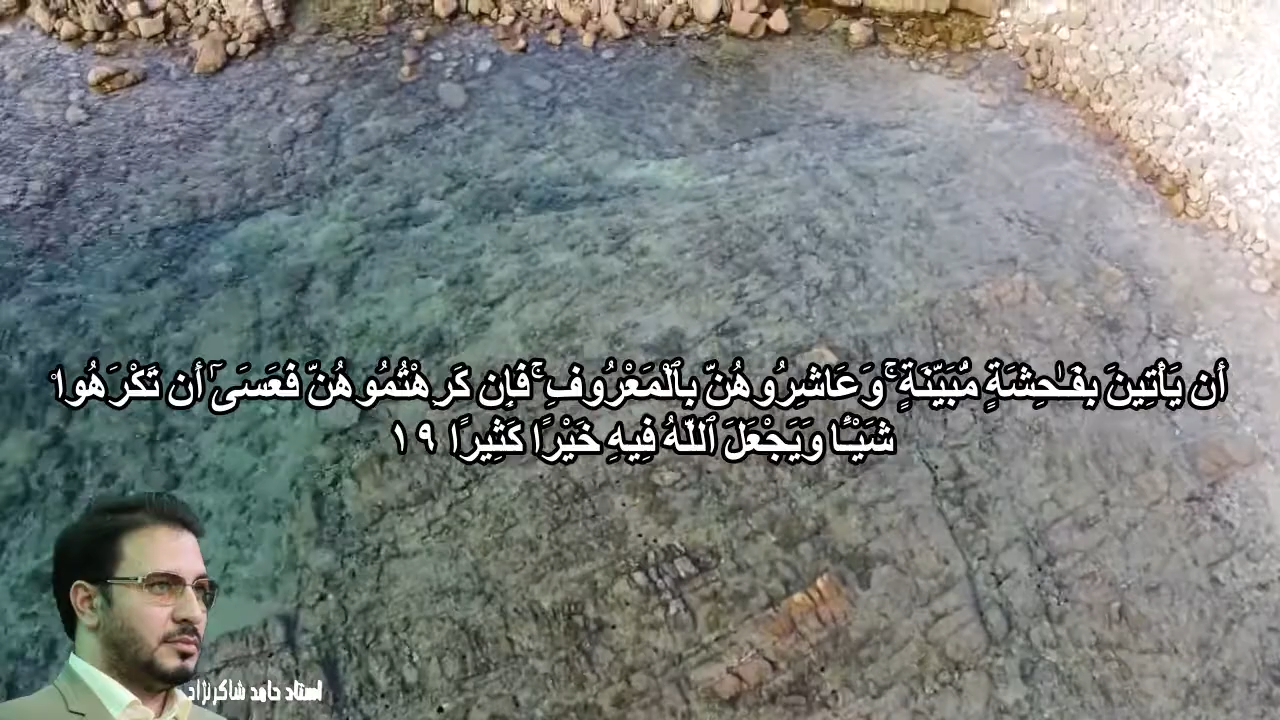 أَن يَأْتِينَ بِفَـٰحِشَةٍ مُّبَيِّنَةٍ ۚ وَعَاشِرُوهُنَّ بِٱلْمَعْرُوفِ ۚ فَإِن كَرِهْتُمُوهُنَّ فَعَسَىٰٓ أَن تَكْرَهُوا۟
شَيْـًٔا وَيَجْعَلَ ٱللَّهُ فِيهِ خَيْرًا كَثِيرًا ١٩
استاد حامد شاکرنژاد